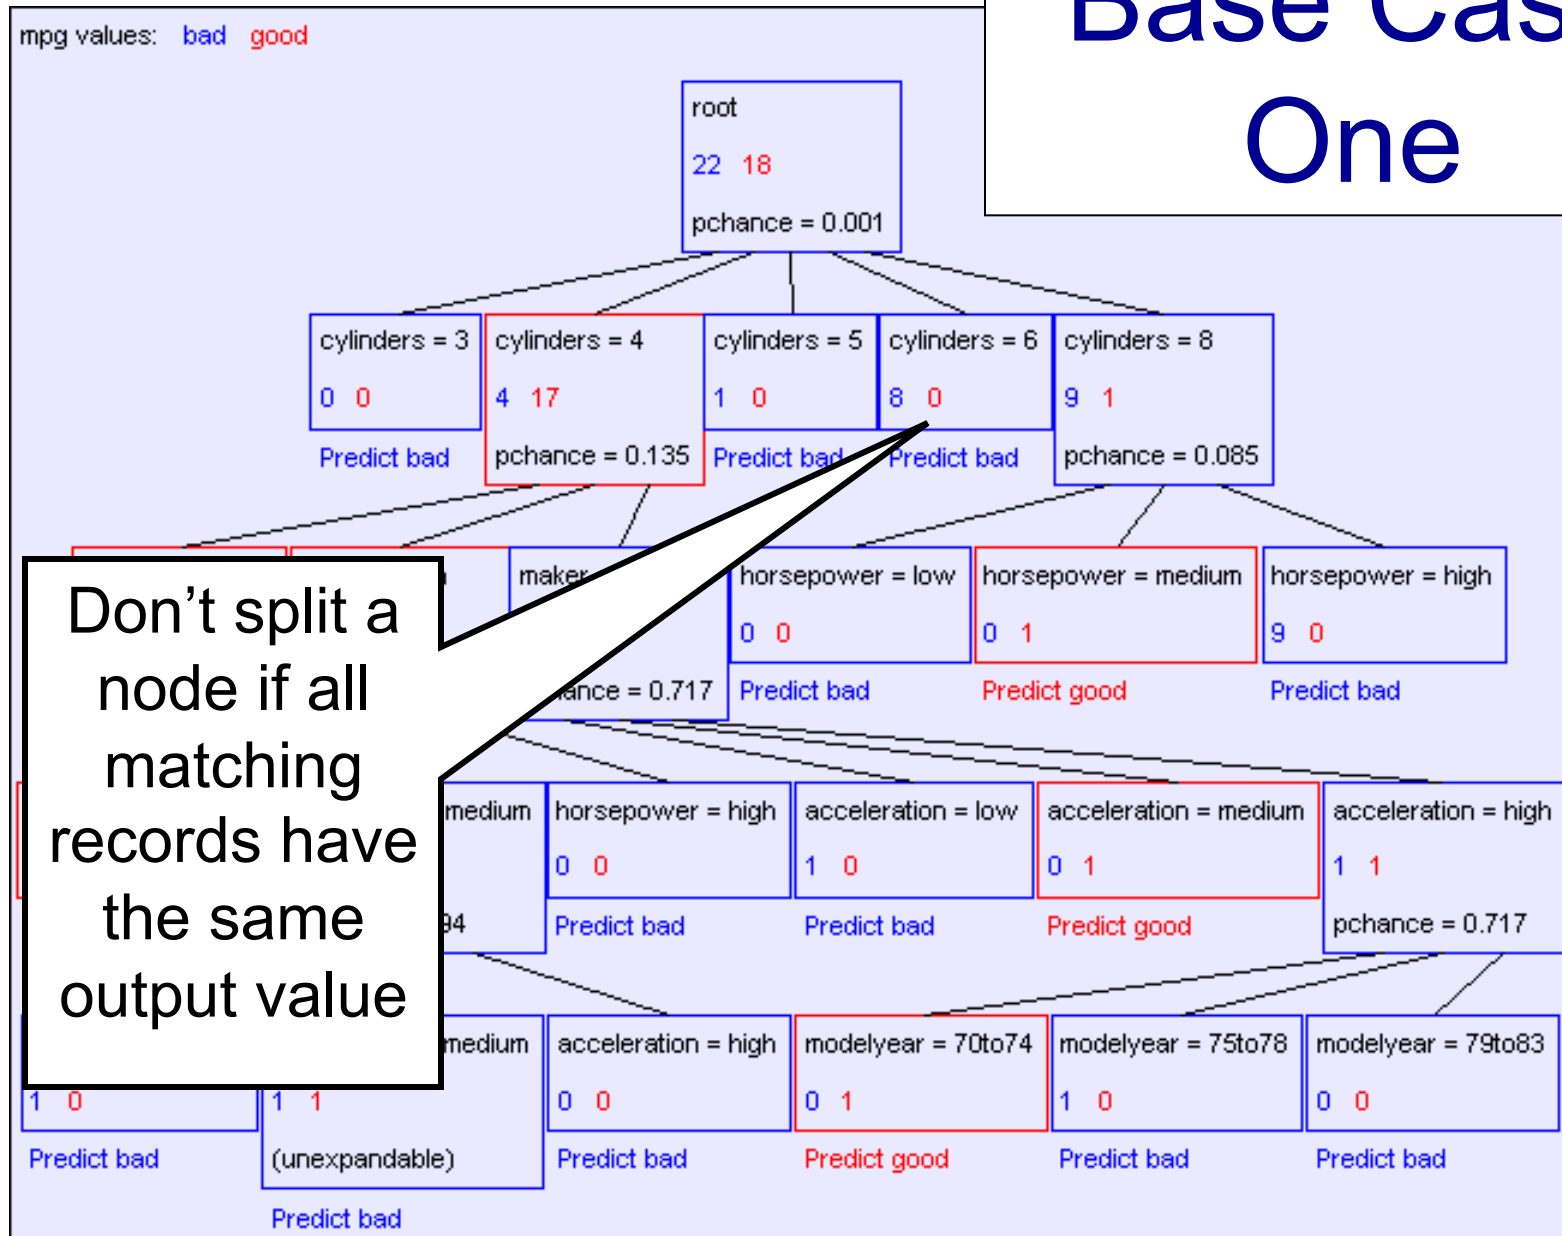 mpg values: bad good
Base Cas
One
root
22 18
pchance = 0.001
cylinders = 3 cylinders = 4 cylinders = 5 cylinders = 6 cylinders = 8
0 0 4 17 1 0 8 0 9 1
Predict bad pchance = 0.135 Predict bad Predict bad pchance = 0.085
maker horsepower = low horsepower = medium horsepower = high
0 0 0 1 9 0
= 0.717 Predict bad Predict good Predict bad
Don’t split a
node if all
matching
records have
the same
output value
medium horsepower = high acceleration = low acceleration = medium acceleration = high
0 0 1 0 0 1 1 1
94 Predict bad Predict bad Predict good pchance = 0.717
medium acceleration = high modelyear = 70to74 modelyear = 75to78 modelyear = 79to83
1 0 1 1 0 0 0 1 1 0 0 0
Predict bad (unexpandable) Predict bad Predict good Predict bad Predict bad
Predict bad